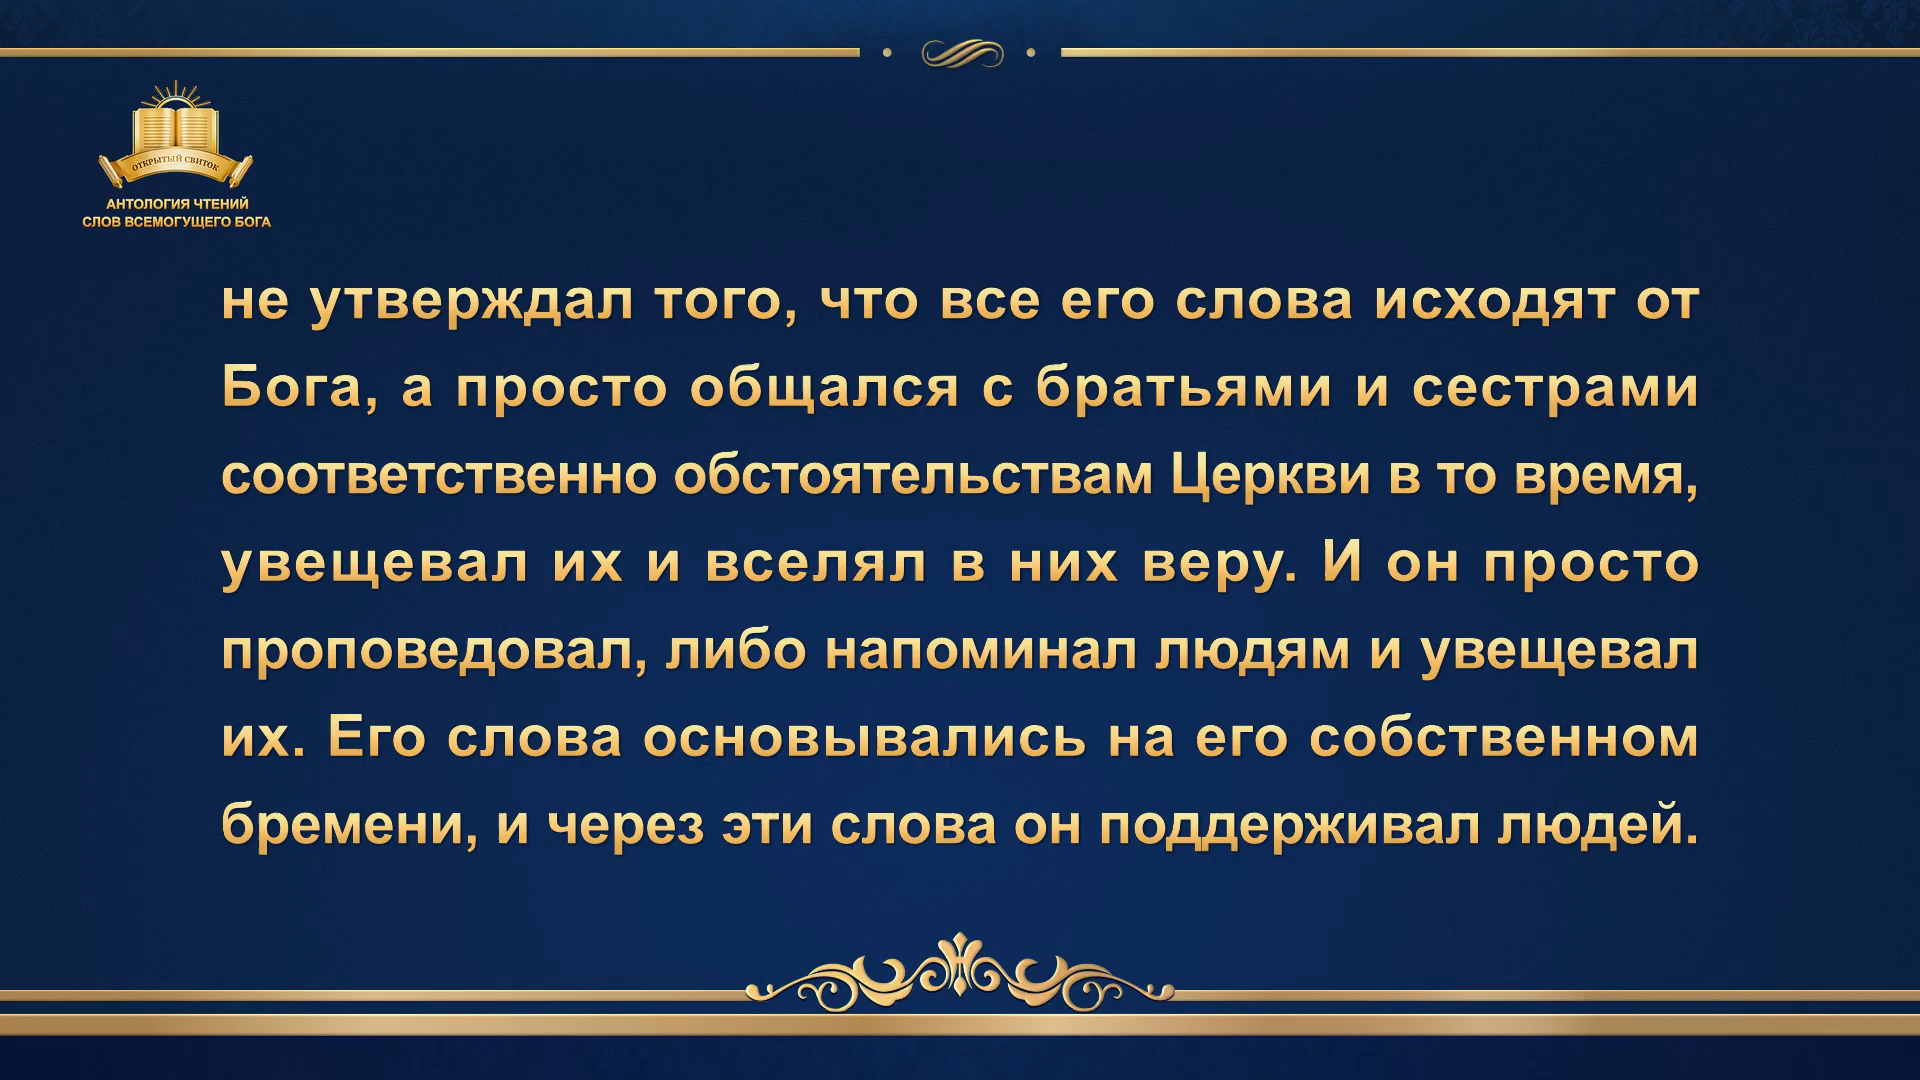 ОТКРЫТЫЙ СВИТОК
АНТОЛОГИЯ ЧТЕНИЙ
СЛОВ ВСЕМОГУЩЕГО БОГА
не утверждал того, что все его слова исходят от
Бога, а просто общался с братьями и сестрами
соответственно обстоятельствам Церкви в то время,
увещевал их и вселял в них веру. И он просто
проповедовал, либо напоминал людям и увещевал
их. Его слова основывались на его собственном
бремени, и через эти слова он поддерживал людей.